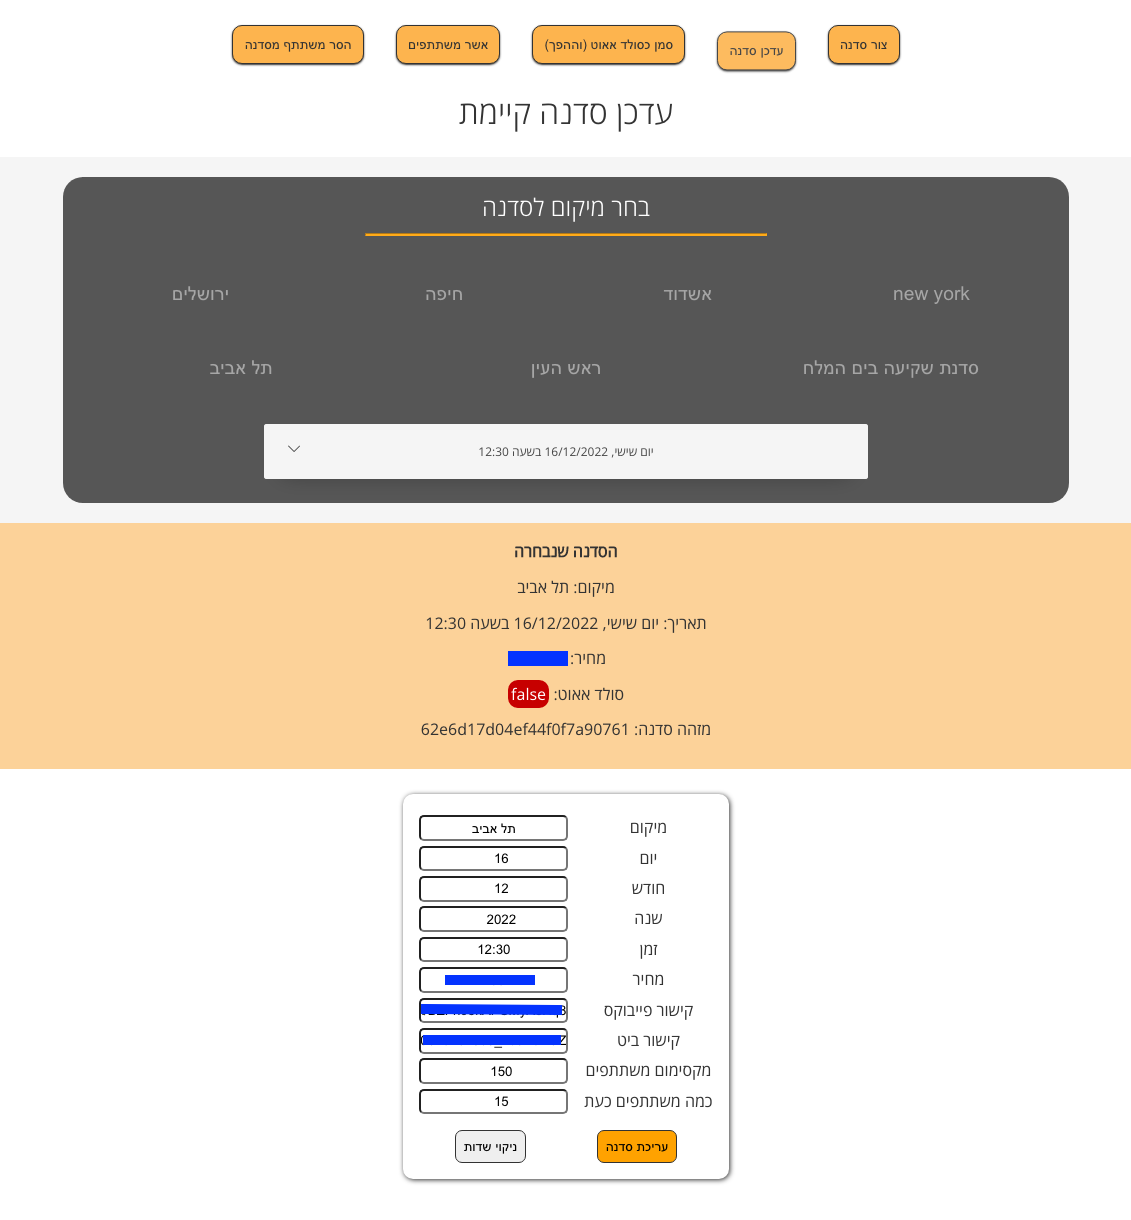 צור סדנה
עדכן סדנה
סמן כסולד אאוט (וההפך)
אשר משתתפים
הסר משתתף מסדנה
עדכן סדנה קיימת
בחר מיקום לסדנה
new york
אשדוד
חיפה
ירושלים
סדנת שקיעה בים המלח
ראש העין
תל אביב
יום שישי, 16/12/2022 בשעה 12:30
הסדנה שנבחרה
מיקום: תל אביב
תאריך: יום שישי, 16/12/2022 בשעה 12:30
מחיר:
סולד אאוט: false
מזהה סדנה: 62e6d17d04ef44f0f7a90761
מיקום תל אביב
יום 16
חודש 12
שנה 2022
זמן 12:30
מחיר
קישור פייבוקס
קישור ביט
מקסימום משתתפים 150
כמה משתתפים כעת 15
עריכת סדנה
ניקוי שדות